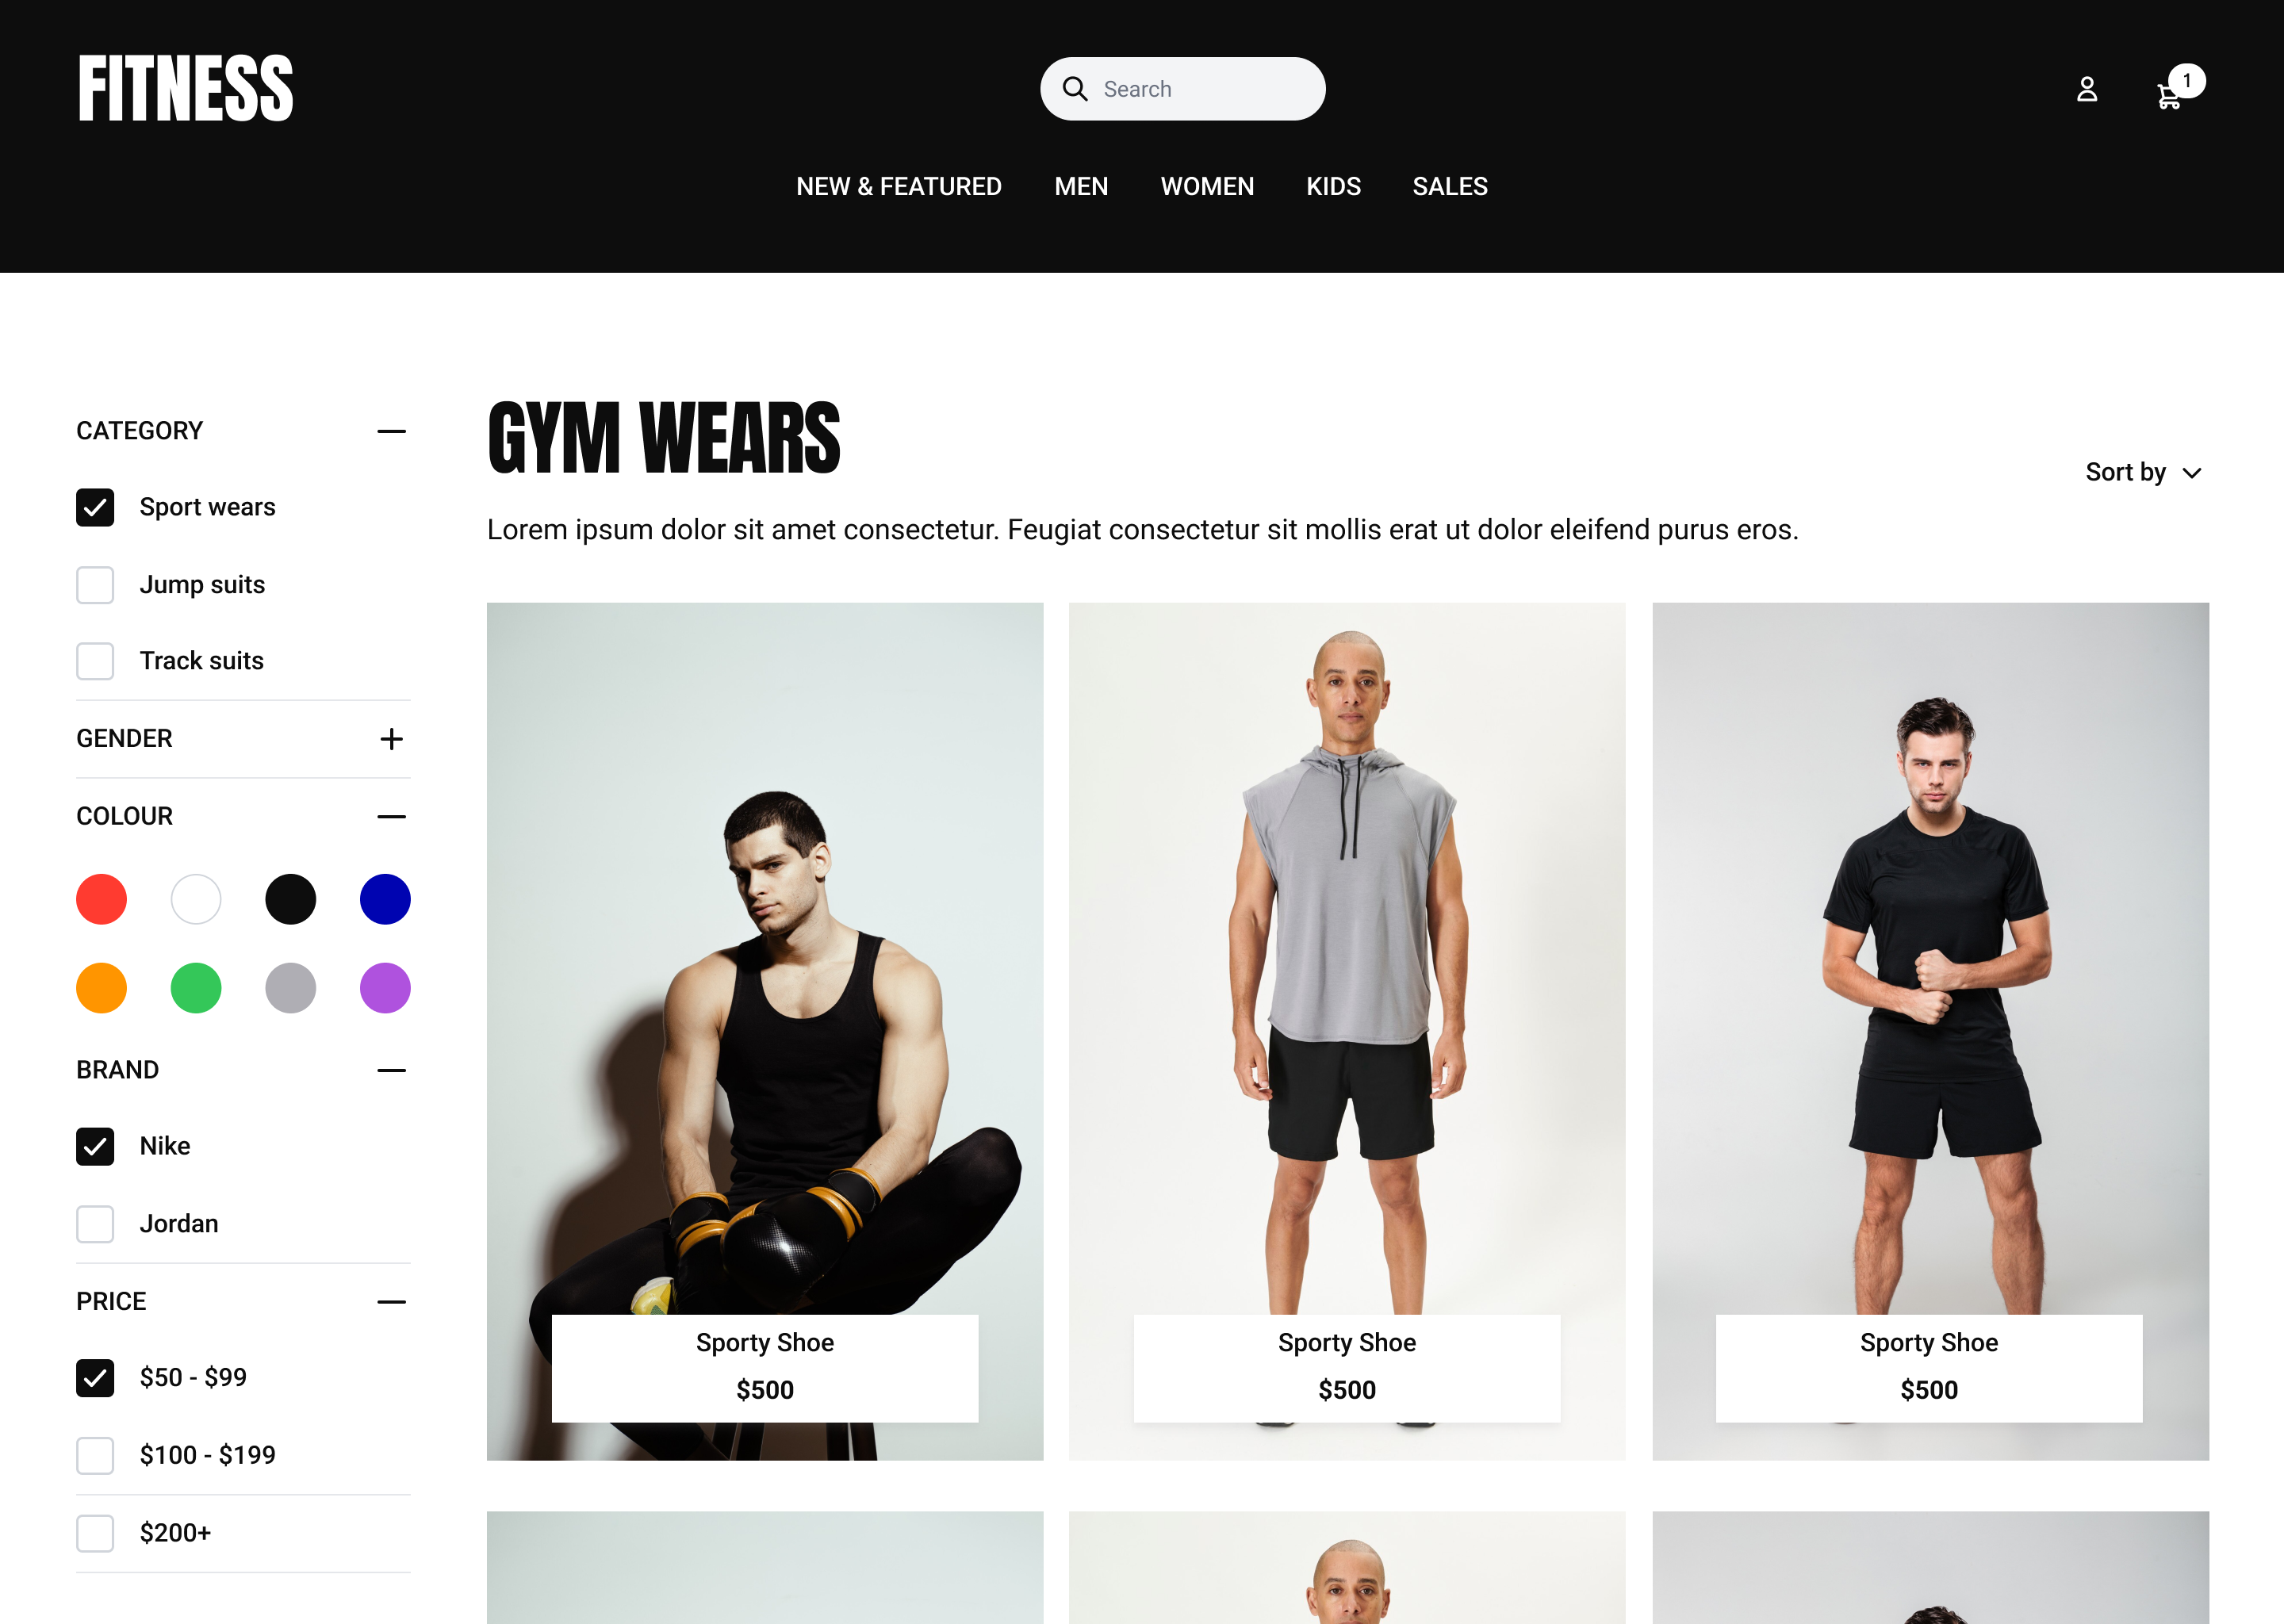 FITNESS
Search
1
NEW & FEATURED MEN WOMEN KIDS SALES
CATEGORY
Sport wears
Jump suits
Track suits
GENDER
COLOUR
BRAND
Nike
Jordan
PRICE
$50 - $99
$100 - $199
$200+
GYM WEARS
Sort by
Lorem ipsum dolor sit amet consectetur. Feugiat consectetur sit mollis erat ut dolor eleifend purus eros.
Sporty Shoe
$500
Sporty Shoe
$500
Sporty Shoe
$500